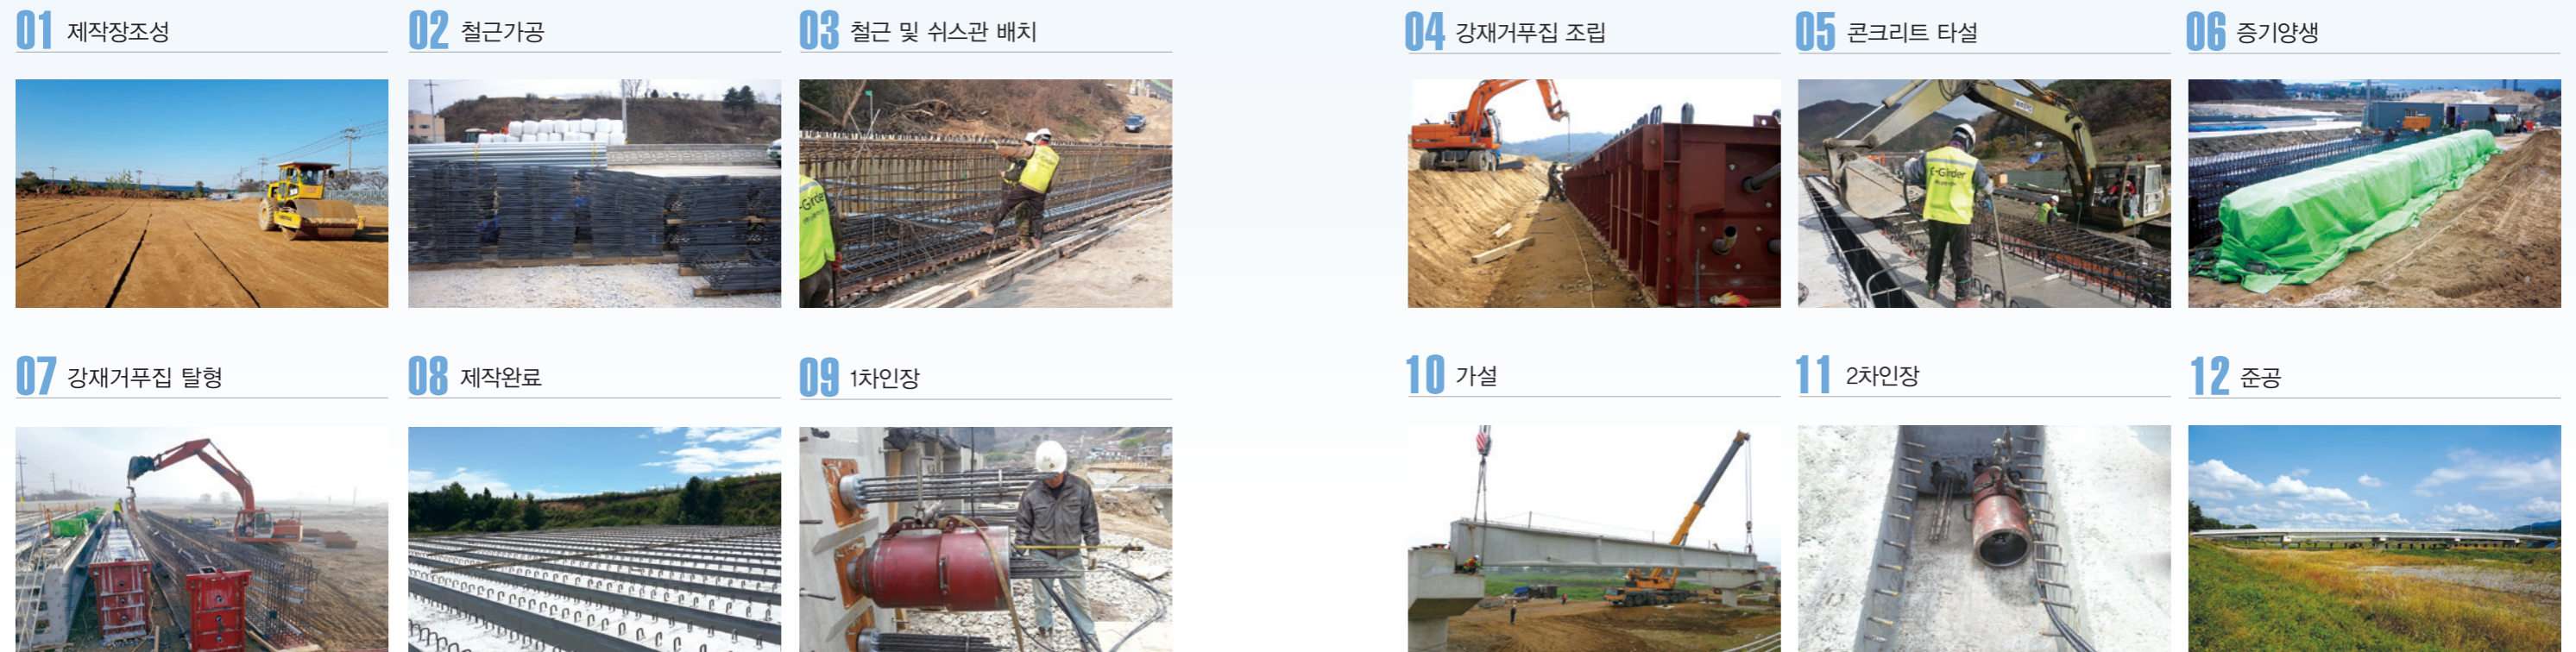 01 제작장조성
02 철근가공
03 철근 및 쉬스관 배치
04 강재거푸집 조립
05 콘크리트 타설
06 증기양생
C-Girder
C-Girder
07 강재거푸집 탈형
08 제작완료
09 1차인장
10 가설
11 2차인장
12 준공